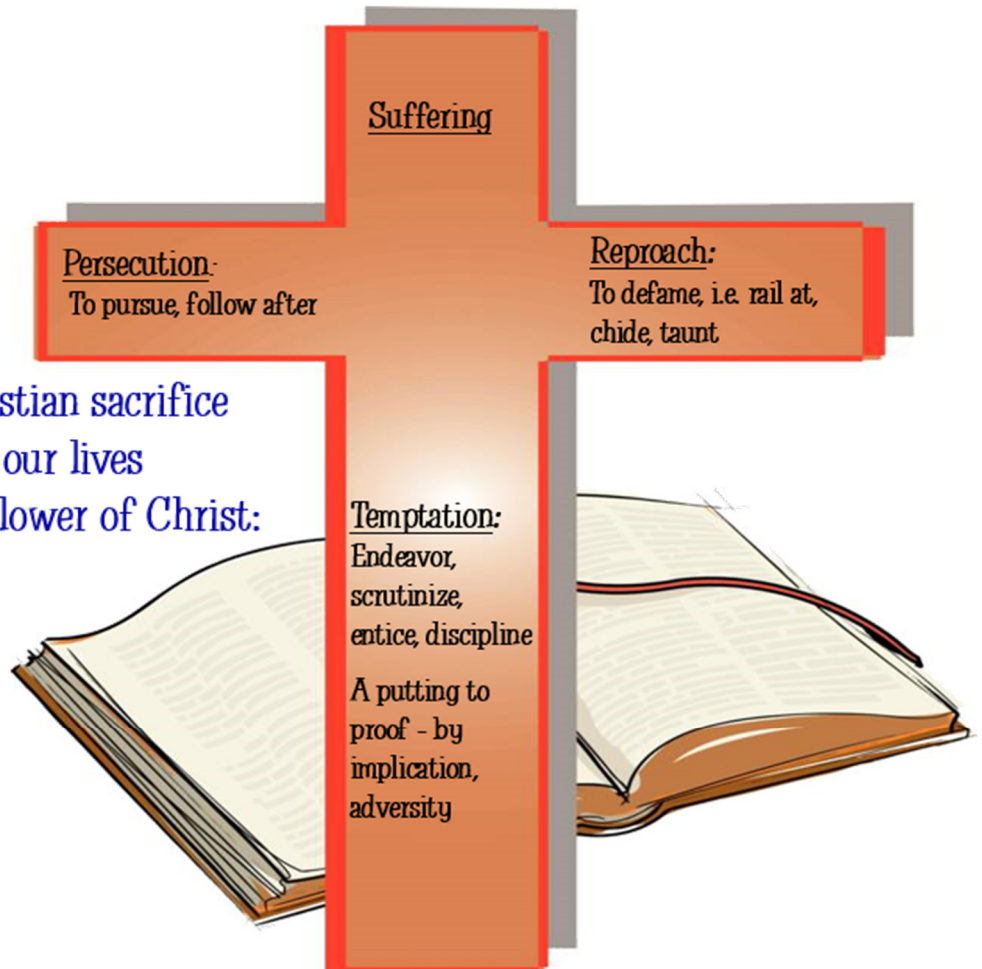 Suffering
Persecution:
To pursue, follow after
Reproach:
To defame, i.e. rail at,
chide, taunt
stian sacrifice
our lives
lower of Christ:
Temptation:
Endeavor,
scrutinize,
entice, discipline
A putting to
proof - by
implication,
adversity